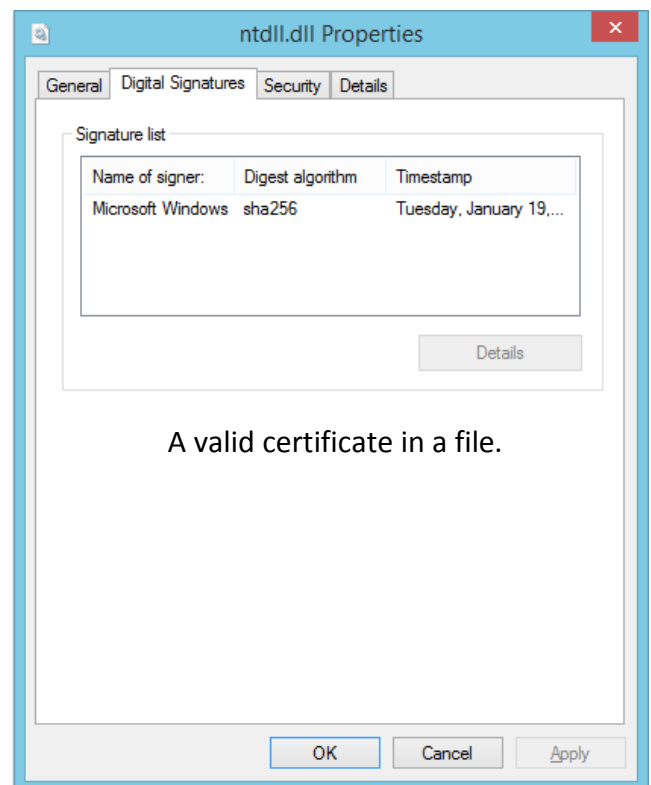 ntdll.dll Properties
General Digital Signatures Security Details
Signature list
Name of signer: Digest algorithm Timestamp
Microsoft Windows sha256 Tuesday, January 19,...
Details
A valid certificate in a file.
OK Cancel Apply